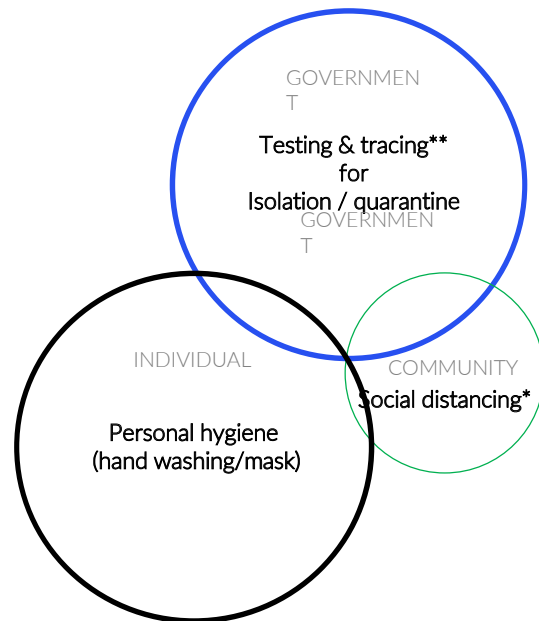 GOVERNMEN
T
Testing & tracing**
for
Isolation / quarantine
GOVERNMEN
T
INDIVIDUAL
COMMUNITY
Social distancing*
Personal hygiene
(hand washing/mask)